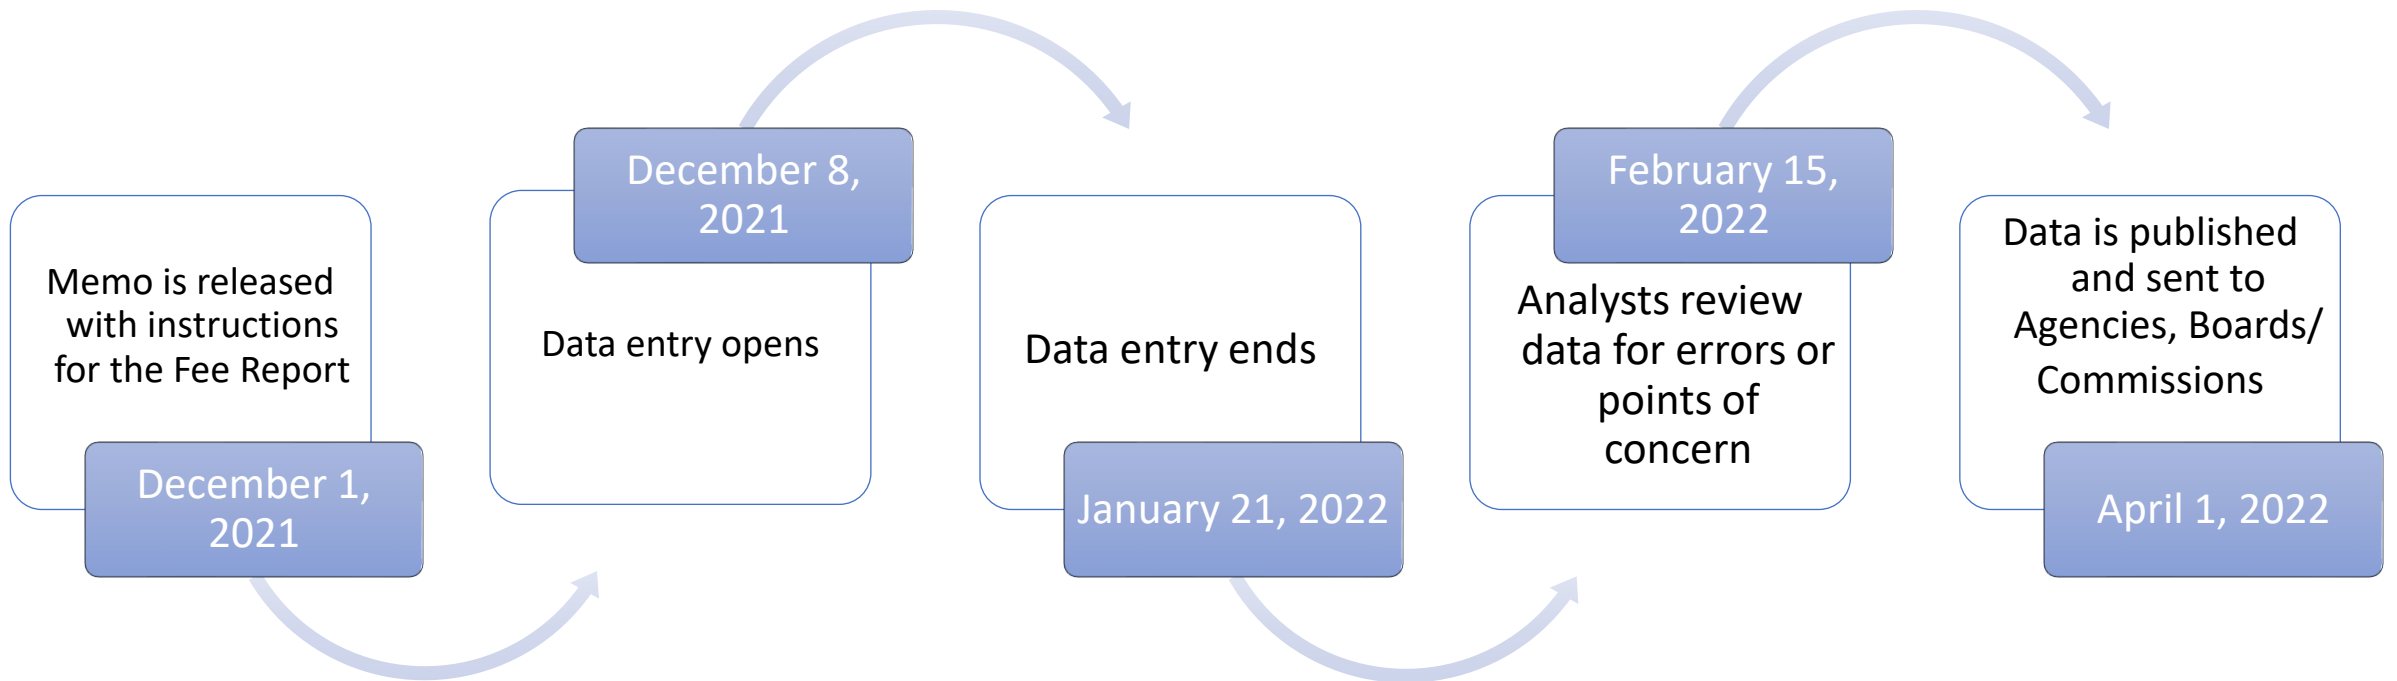 Memo is released
with instructions
for the Fee Report
December 1,
2021
December 8,
2021
Data entry opens
Data entry ends
January 21, 2022
February 15,
2022
Analysts review
data for errors or
points of
concern
Data is published
and sent to
Agencies, Boards/
Commissions
April 1, 2022